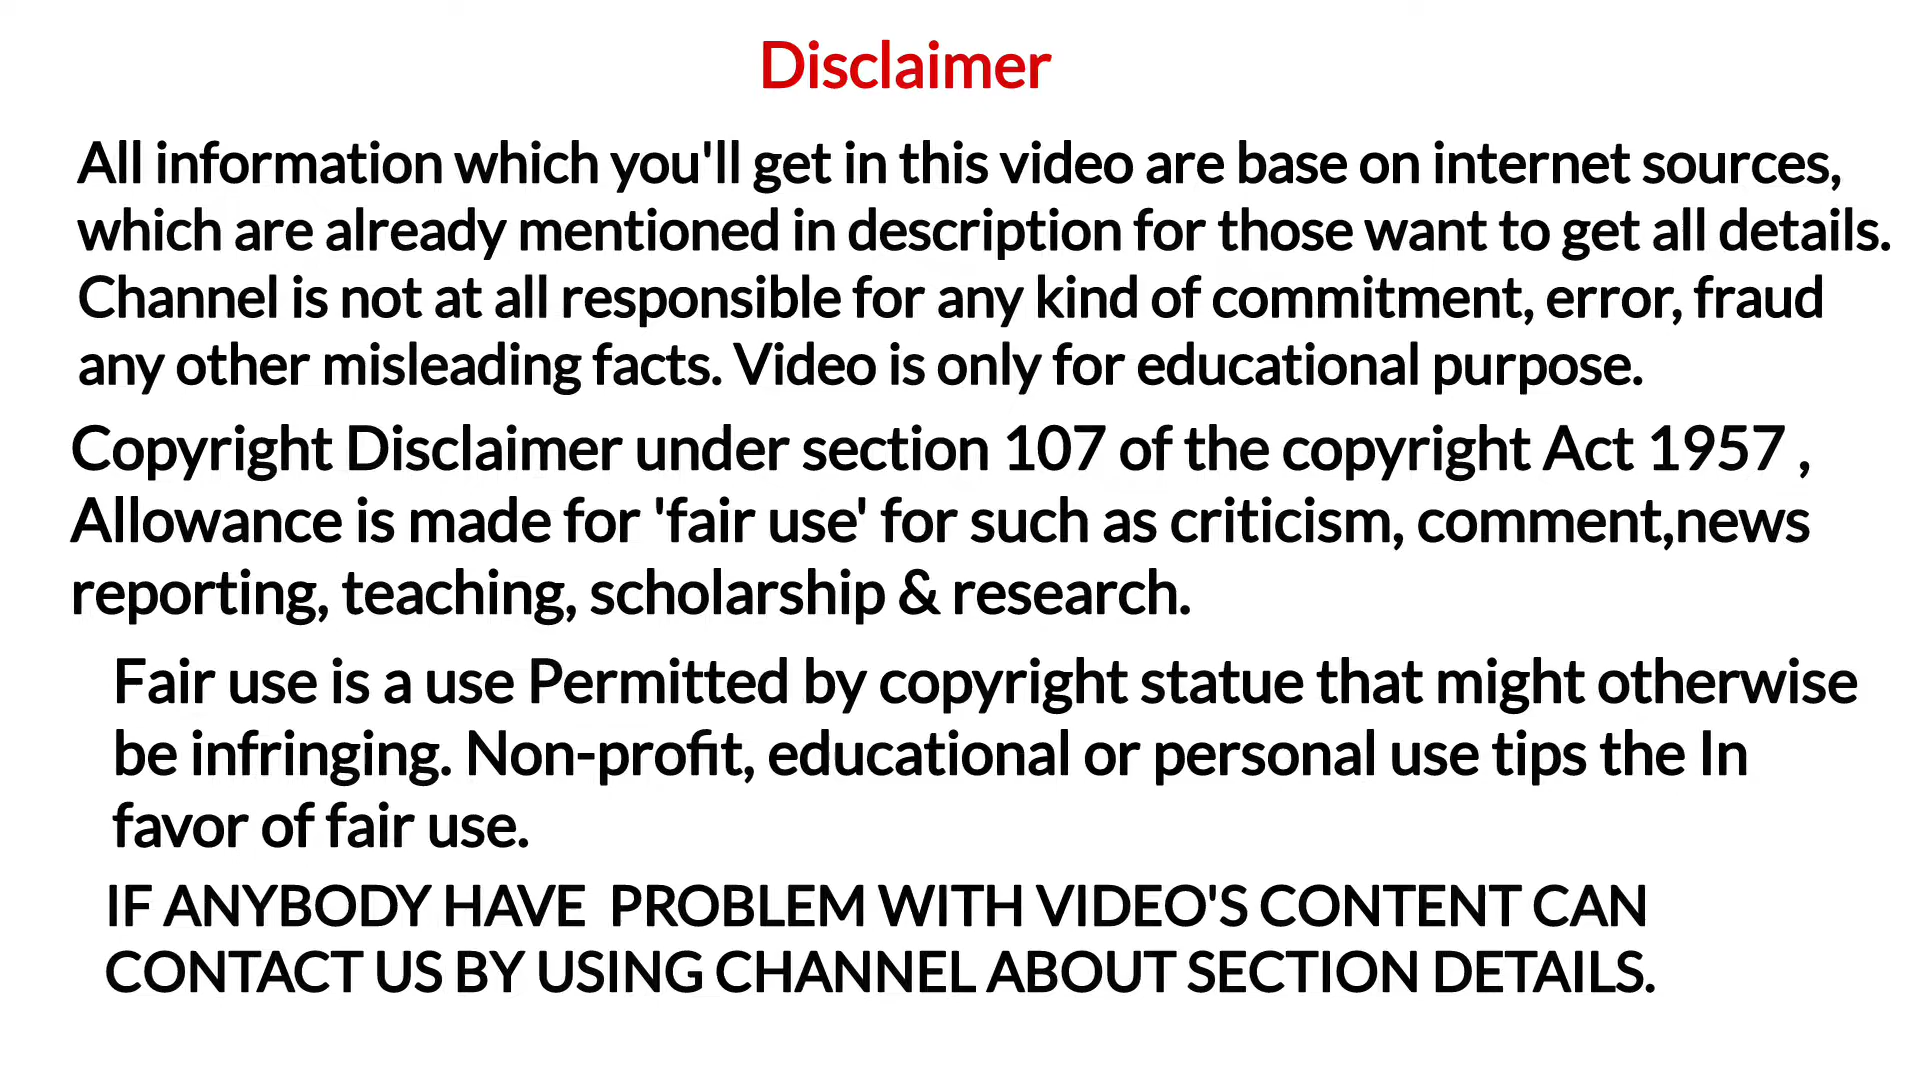 Disclaimer
All information which you'll get in this video are base on internet sources,
which are already mentioned in description for those want to get all details.
Channel is not at all responsible for any kind of commitment, error, fraud
any other misleading facts. Video is only for educational purpose.
Copyright Disclaimer under section 107 of the copyright Act 1957 ,
Allowance is made for 'fair use' for such as criticism, comment,news
reporting, teaching, scholarship & research.
Fair use is a use Permitted by copyright statue that might otherwise
be infringing. Non-profit, educational or personal use tips the In
favor of fair use.
IF ANYBODY HAVE  PROBLEM WITH VIDEO'S CONTENT CAN
CONTACT US BY USING CHANNEL ABOUT SECTION DETAILS.